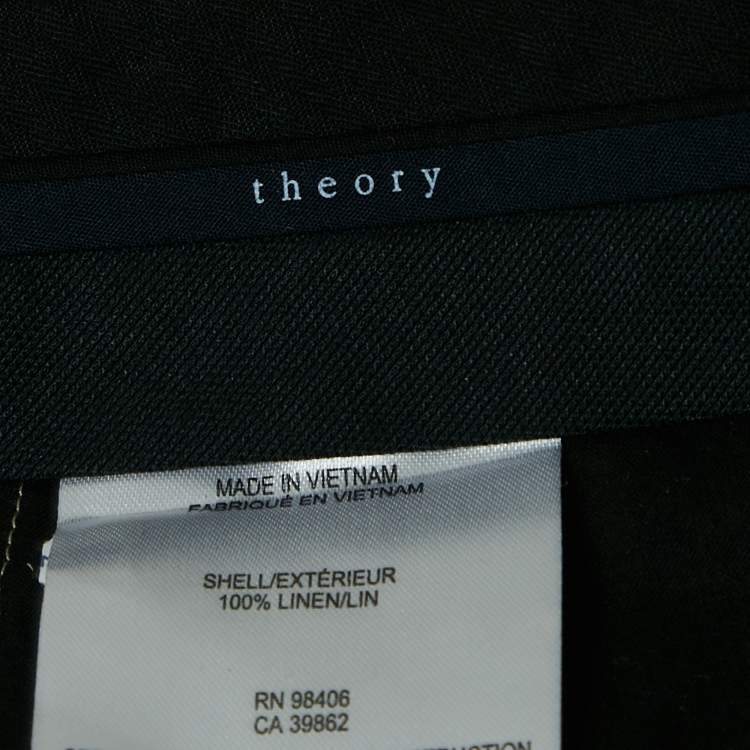 theory
MADE IN VIETNAM
FABRIQUÉ EN VIETNAM
SHELL/EXTÉRIEUR
100% LINEN/LIN
RN 98406
CA 39862